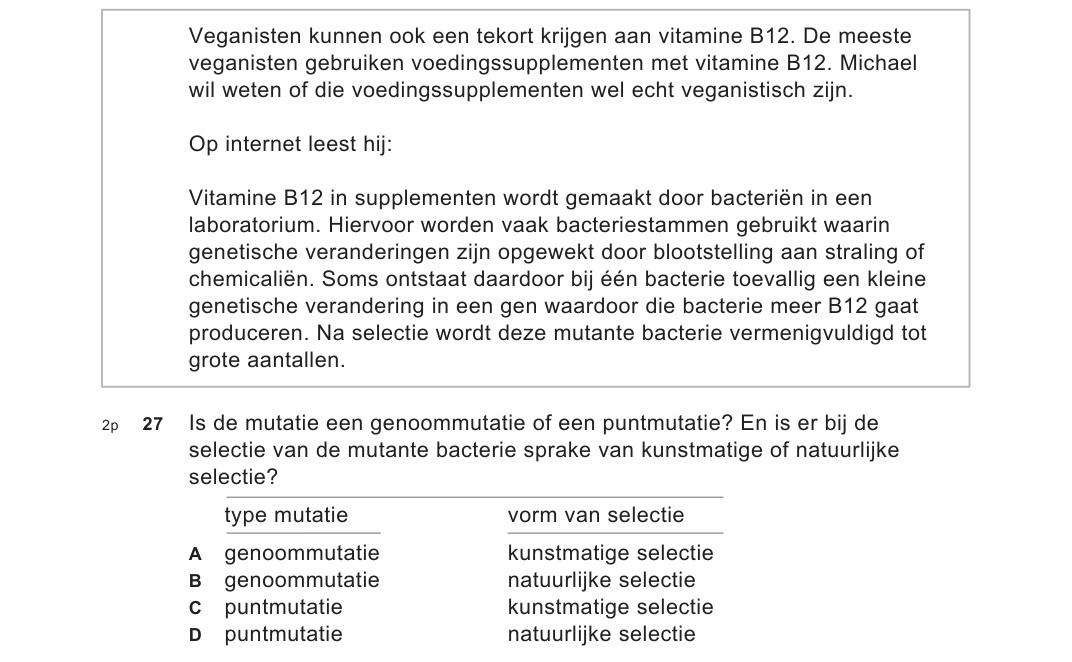 Veganisten kunnen ook een tekort krijgen aan vitamine B12. De meeste
veganisten gebruiken voedingssupplementen met vitamine B12. Michael
wil weten of die voedingssupplementen wel echt veganistisch zijn.
Op internet leest hij:
Vitamine B12 in supplementen wordt gemaakt door bacteriën in een
laboratorium. Hiervoor worden vaak bacteriestammen gebruikt waarin
genetische veranderingen zijn opgewekt door blootstelling aan straling of
chemicaliën. Soms ontstaat daardoor bij één bacterie toevallig een kleine
genetische verandering in een gen waardoor die bacterie meer B12 gaat
produceren. Na selectie wordt deze mutante bacterie vermenigvuldigd tot
grote aantallen.
2p 27 Is de mutatie een genoommutatie of een puntmutatie? En is er bij de
selectie van de mutante bacterie sprake van kunstmatige of natuurlijke
selectie?
type mutatie vorm van selectie
A genoommutatie kunstmatige selectie
B genoommutatie natuurlijke selectie
C puntmutatie kunstmatige selectie
D puntmutatie natuurlijke selectie